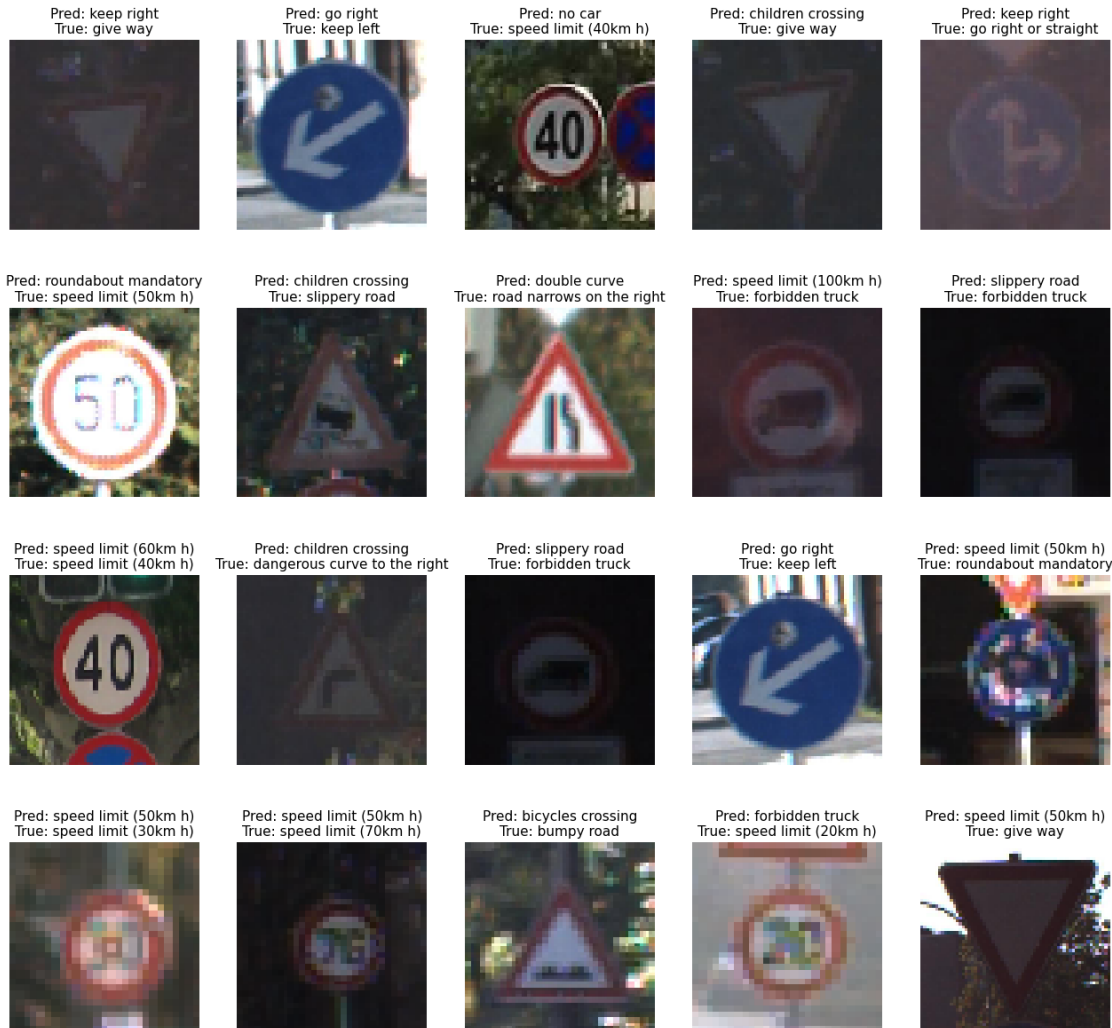 Pred: keep right
True: give way
Pred: go right
True: keep left
Pred: no car
True: speed limit (40km h)
Pred: children crossing
True: give way
Pred: keep right
True: go right or straight
40
Pred: roundabout mandatory
True: speed limit (50km h)
Pred: children crossing
True: slippery road
Pred: double curve
True: road narrows on the right
Pred: speed limit (100km h)
True: forbidden truck
Pred: slippery road
True: forbidden truck
50
Pred: speed limit (60km h)
True: speed limit (40km h)
Pred: children crossing
True: dangerous curve to the right
Pred: slippery road
True: forbidden truck
Pred: go right
True: keep left
Pred: speed limit (50km h)
True: roundabout mandatory
40
Pred: speed limit (50km h)
True: speed limit (30km h)
Pred: speed limit (50km h)
True: speed limit (70km h)
Pred: bicycles crossing
True: bumpy road
Pred: forbidden truck
True: speed limit (20km h)
Pred: speed limit (50km h)
True: give way